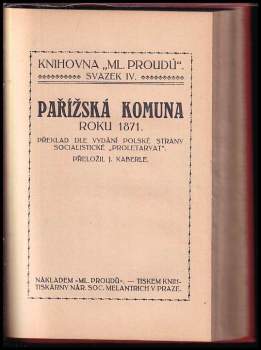 KNIHOVNA „ML. PROUDŮ“.
SVAZEK IV.
PAŘÍŽSKÁ KOMUNA
ROKU 1871.
PŘEKLAD DLE VYDÁNÍ POLSKÉ STRANY
SOCIALISTICKÉ „PROLETARYAT“.
PŘELOŽIL J. KABERLE.
NÁKLADEM «ML. PROUDŮ». — TISKEM KNIH-
TISKÁRNY NÁR. SOC. MELANTRICH V PRAZE.